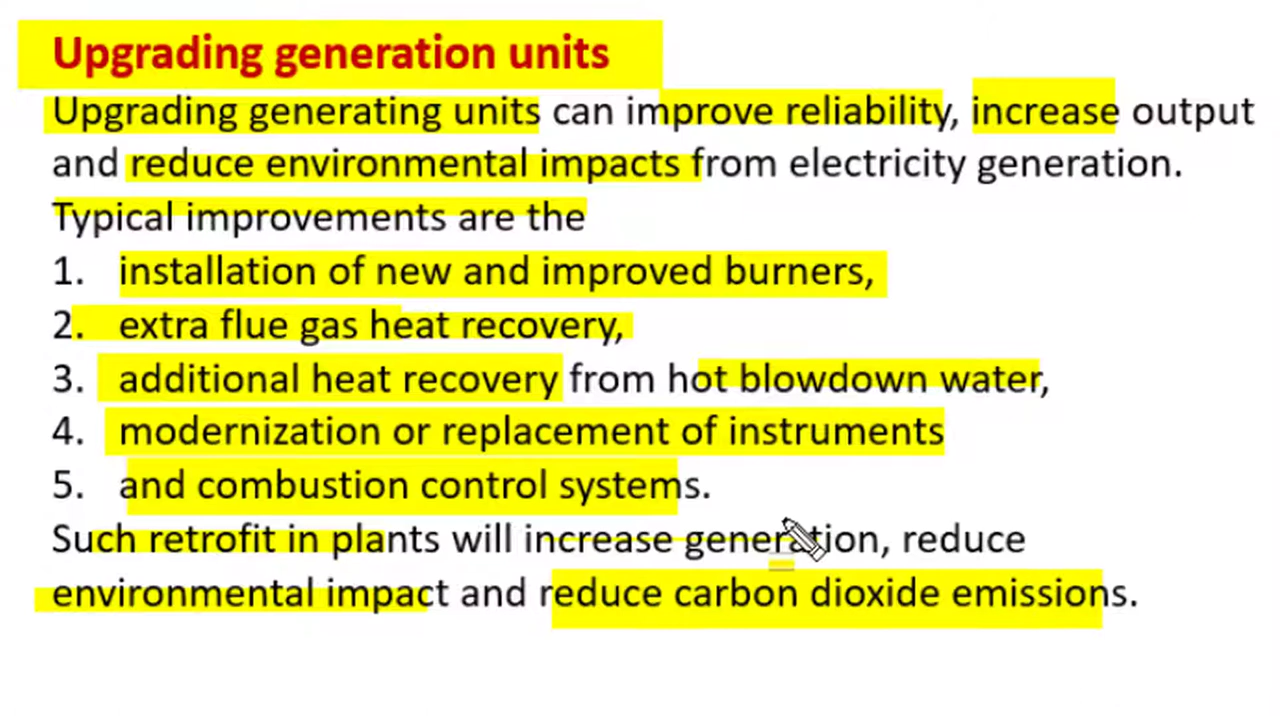 Upgrading generation units
Upgrading generating units can improve reliability, increase output
and reduce environmental impacts from electricity generation.
Typical improvements are the
1. installation of new and improved burners,
2. extra flue gas heat recovery,
3. additional heat recovery from hot blowdown water,
4. modernization or replacement of instruments
5. and combustion control systems.
Such retrofit in plants will increase generation, reduce
environmental impact and reduce carbon dioxide emissions.